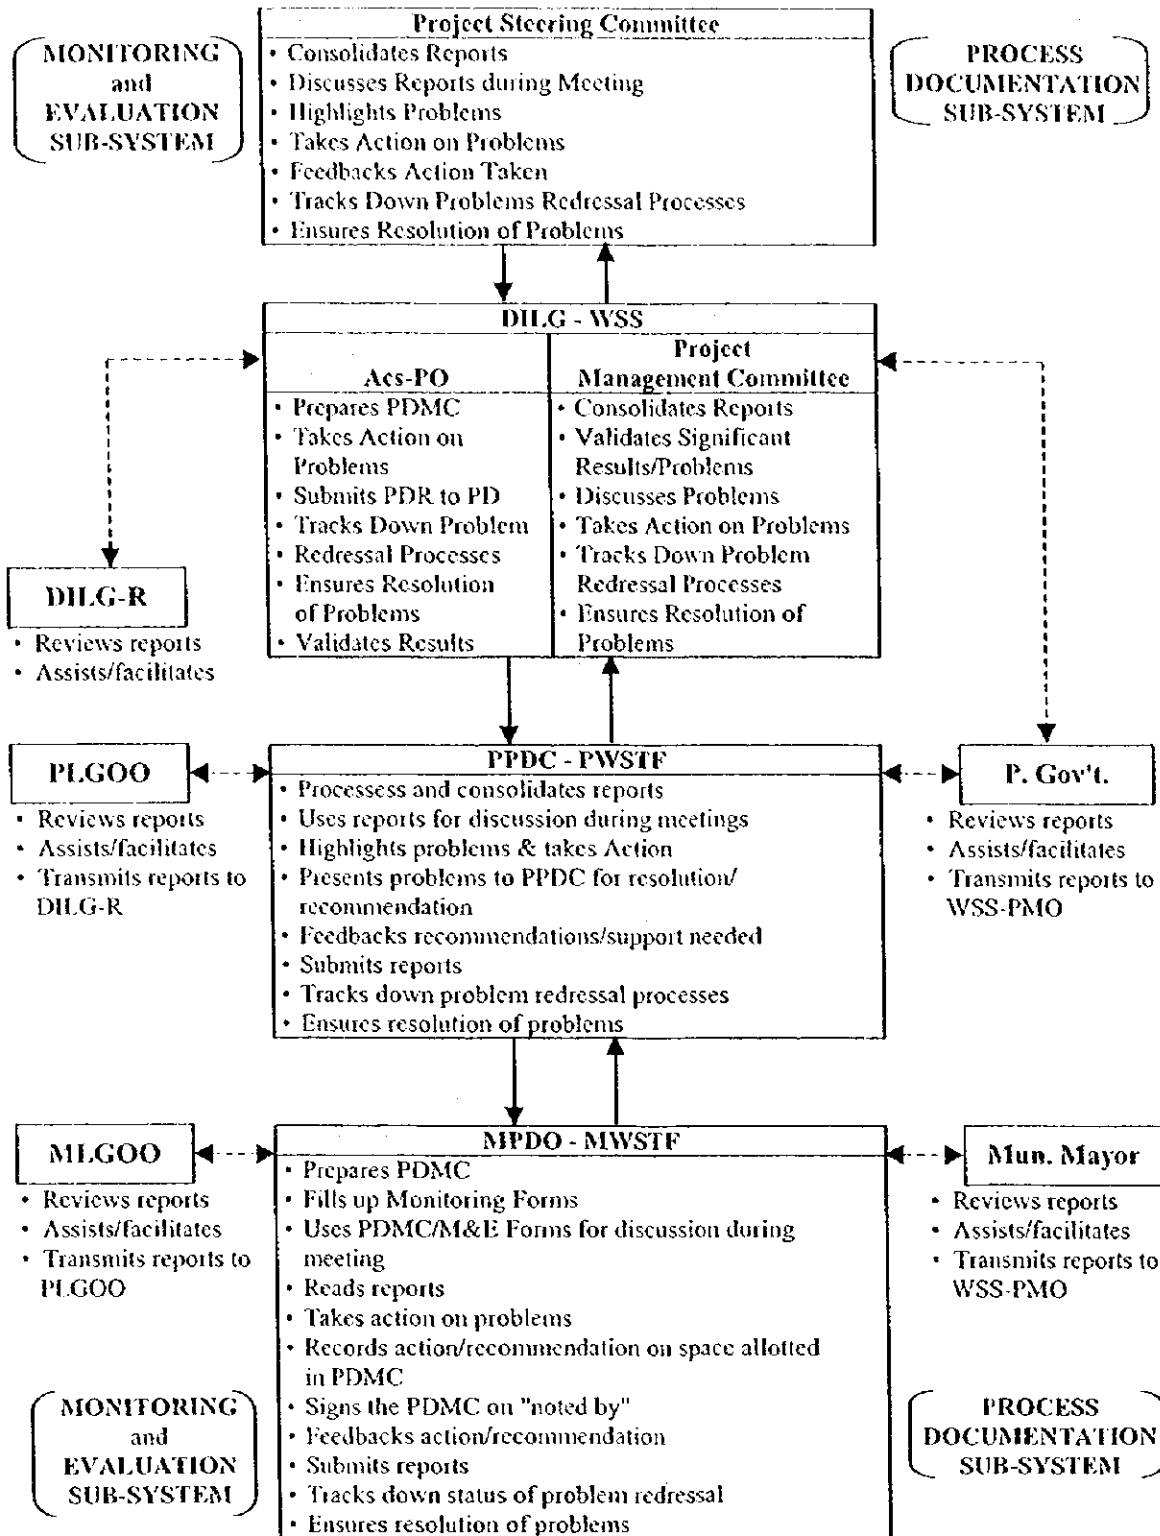 Project Steering Committee
MONITORING
and
EVALUATION
SUB-SYSTEM
• Consolidates Reports
• Discusses Reports during Meeting
• Highlights Problems
• Takes Action on Problems
• Feedbacks Action Taken
• Tracks Down Problems Redressal Processes
• Ensures Resolution of Problems
PROCESS
DOCUMENTATION
SUB-SYSTEM
DILG - WSS
Acs-PO
• Prepares PDMC
• Takes Action on
Problems
• Submits PDR to PD
• Tracks Down Problem
• Redressal Processes
• Ensures Resolution
of Problems
• Validates Results
Project
Management Committee
• Consolidates Reports
• Validates Significant
Results/Problems
• Discusses Problems
• Takes Action on Problems
• Tracks Down Problem
Redressal Processes
• Ensures Resolution of
Problems
DILG-R
• Reviews reports
• Assists/facilitates
PLGOO
• Reviews reports
• Assists/facilitates
• Transmits reports to
DILG-R
PPDC - PWSTF
• Processess and consolidates reports
• Uses reports for discussion during meetings
• Highlights problems & takes Action
• Presents problems to PPDC for resolution/
recommendation
• Feedbacks recommendations/support needed
• Submits reports
• Tracks down problem redressal processes
• Ensures resolution of problems
P. Gov't.
• Reviews reports
• Assists/facilitates
• Transmits reports to
WSS-PMO
MLGOO
• Reviews reports
• Assists/facilitates
• Transmits reports to
PLGOO
MPDO - MWSTF
• Prepares PDMC
• Fills up Monitoring Forms
• Uses PDMC/M&E Forms for discussion during
meeting
• Reads reports
• Takes action on problems
• Records action/recommendation on space allotted
in PDMC
• Signs the PDMC on "noted by"
• Feedbacks action/recommendation
• Submits reports
• Tracks down status of problem redressal
• Ensures resolution of problems
Mun. Mayor
• Reviews reports
• Assists/facilitates
• Transmits reports to
WSS-PMO
MONITORING
and
EVALUATION
SUB-SYSTEM
PROCESS
DOCUMENTATION
SUB-SYSTEM